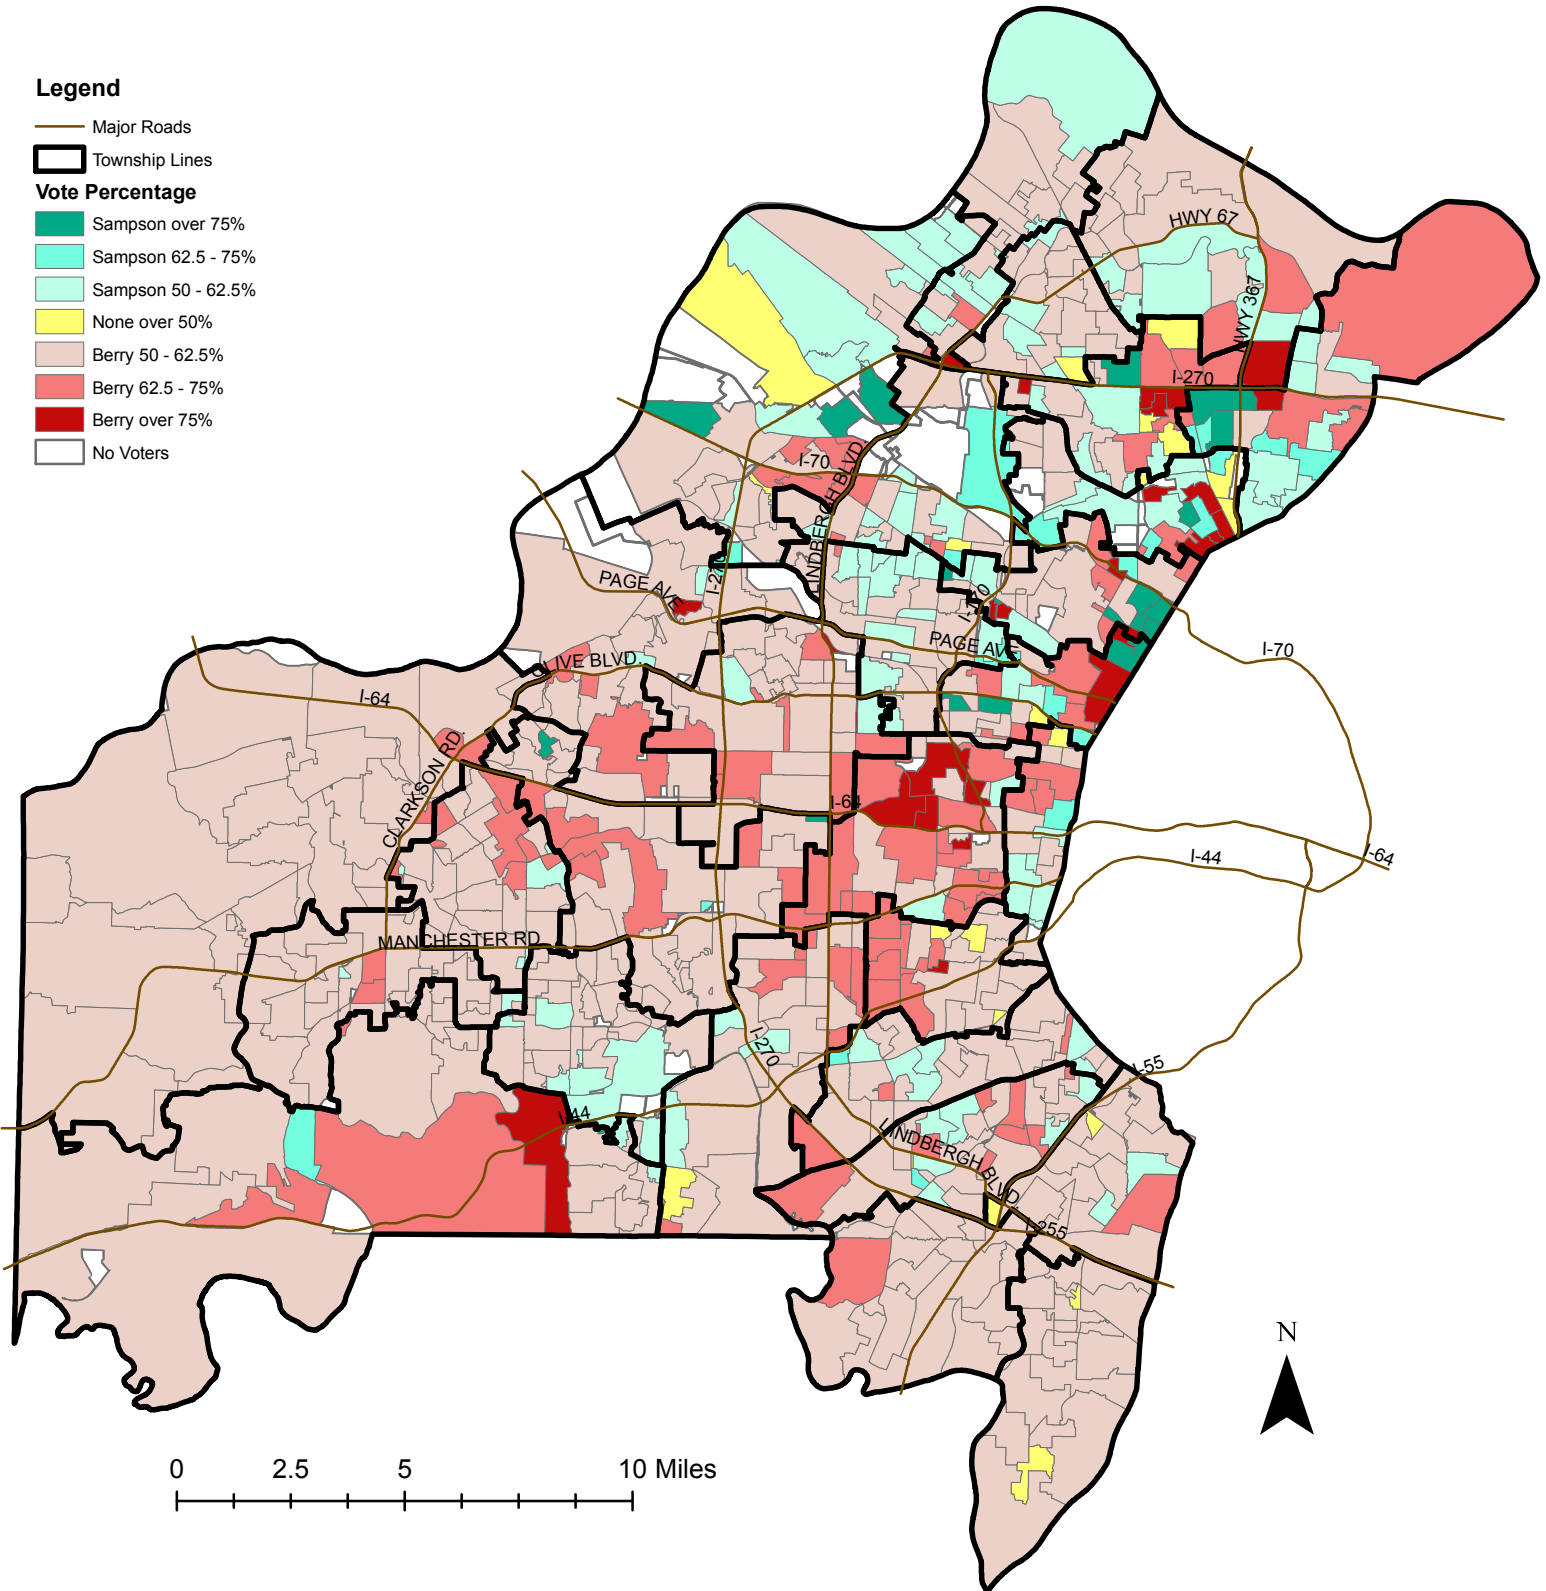 Legend
Major Roads
Township Lines
Vote Percentage
Sampson over 75%
Sampson 62.5 - 75%
Sampson 50 - 62.5%
None over 50%
Berry 50 - 62.5%
Berry 62.5 - 75%
Berry over 75%
No Voters
HWY 67
HWY 367
I-270
I-70
LINDBERGH BLVD.
I-270
PAGE AVE
I-170
PAGE AVE
OLIVE BLVD.
I-70
I-64
CLARKSON RD.
I-64
I-44
I-64
MANCHESTER RD
I-270
I-55
I-44
LINDBERGH BLVD.
I-255
N
0 2.5 5 10 Miles